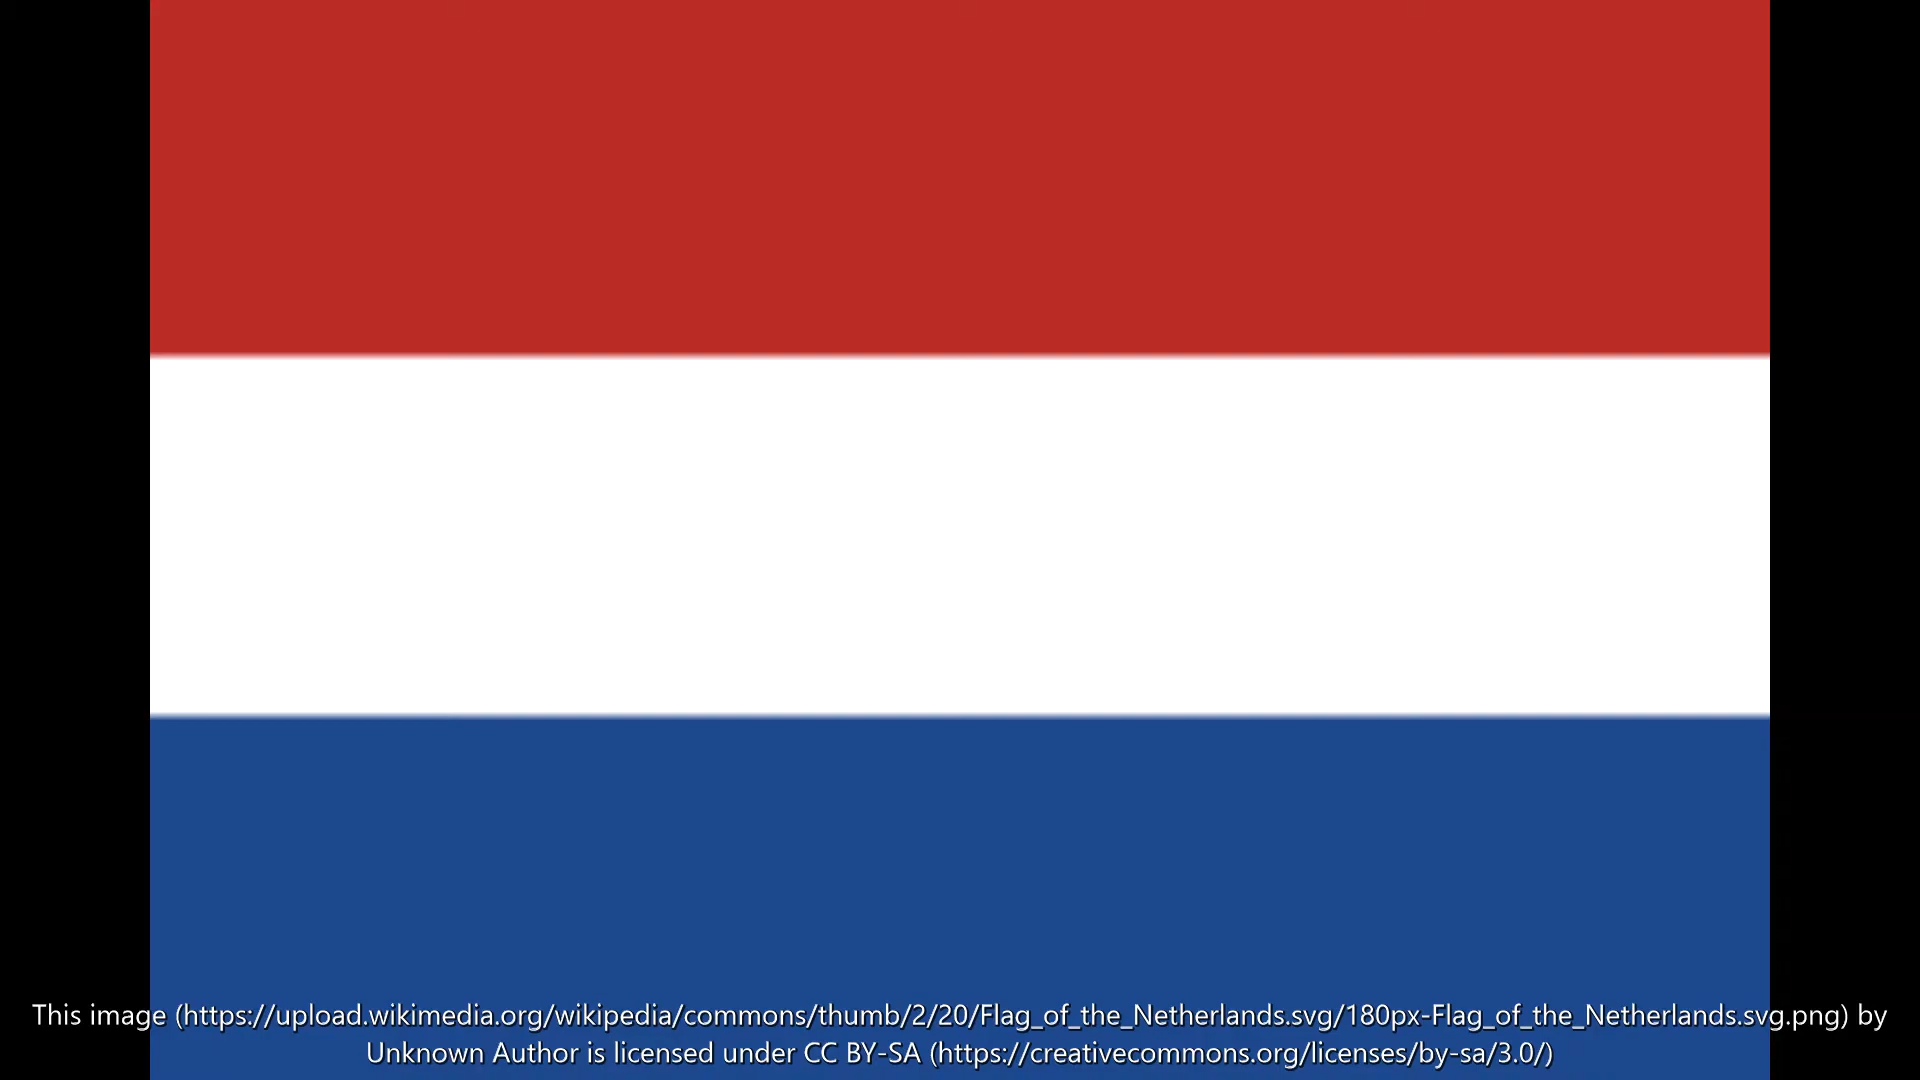 This image (https://upload.wikimedia.org/wikipedia/commons/thumb/2/20/Flag_of_the_Netherlands.svg/180px-Flag_of_the_Netherlands.svg.png) by
Unknown Author is licensed under CC BY-SA (https://creativecommons.org/licenses/by-sa/3.0/)